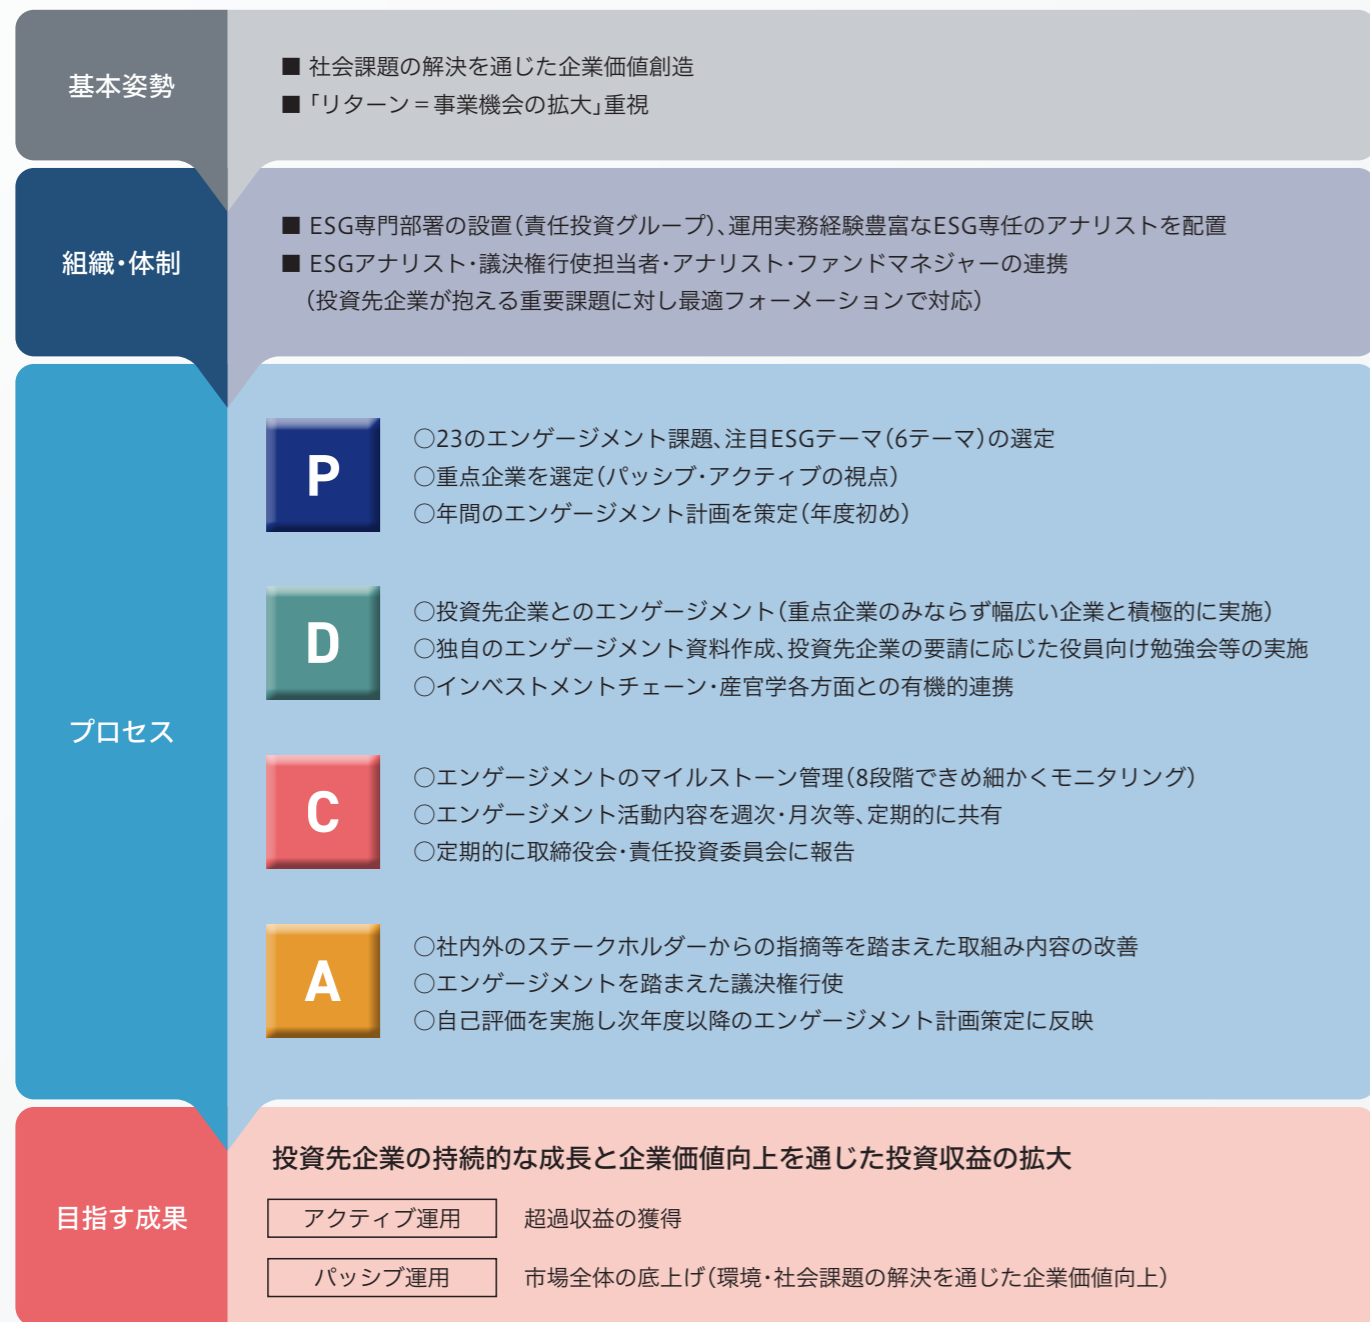 基本姿勢
■ 社会課題の解決を通じた企業価値創造
■「リターン=事業機会の拡大」重視
組織・体制
■ ESG専門部署の設置(責任投資グループ)、運用実務経験豊富なESG専任のアナリストを配置
■ ESGアナリスト・議決権行使担当者・アナリスト・ファンドマネジャーの連携
(投資先企業が抱える重要課題に対し最適フォーメーションで対応)
プロセス
P
○23のエンゲージメント課題、注目ESGテーマ(6テーマ)の選定
○重点企業を選定(パッシブ・アクティブの視点)
○年間のエンゲージメント計画を策定(年度初め)
D
○投資先企業とのエンゲージメント(重点企業のみならず幅広い企業と積極的に実施)
○独自のエンゲージメント資料作成、投資先企業の要請に応じた役員向け勉強会等の実施
○インベストメントチェーン・産官学各方面との有機的連携
C
○エンゲージメントのマイルストーン管理(8段階できめ細かくモニタリング)
○エンゲージメント活動内容を週次・月次等、定期的に共有
○定期的に取締役会・責任投資委員会に報告
A
○社内外のステークホルダーからの指摘等を踏まえた取組み内容の改善
○エンゲージメントを踏まえた議決権行使
○自己評価を実施し次年度以降のエンゲージメント計画策定に反映
目指す成果
投資先企業の持続的な成長と企業価値向上を通じた投資収益の拡大
アクティブ運用 超過収益の獲得
パッシブ運用 市場全体の底上げ(環境・社会課題の解決を通じた企業価値向上)